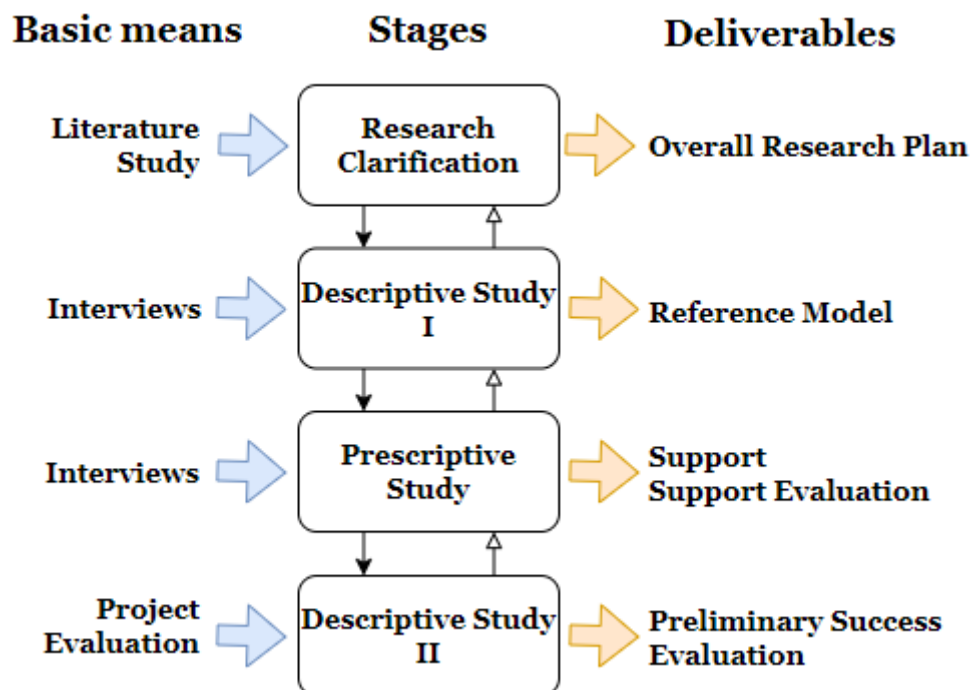 Basic means
Stages
Deliverables
Literature
Study
Research
Clarification
Overall Research Plan
Interviews
Descriptive Study
I
Reference Model
Interviews
Prescriptive
Study
Support
Support Evaluation
Project
Evaluation
Descriptive Study
II
Preliminary Success
Evaluation